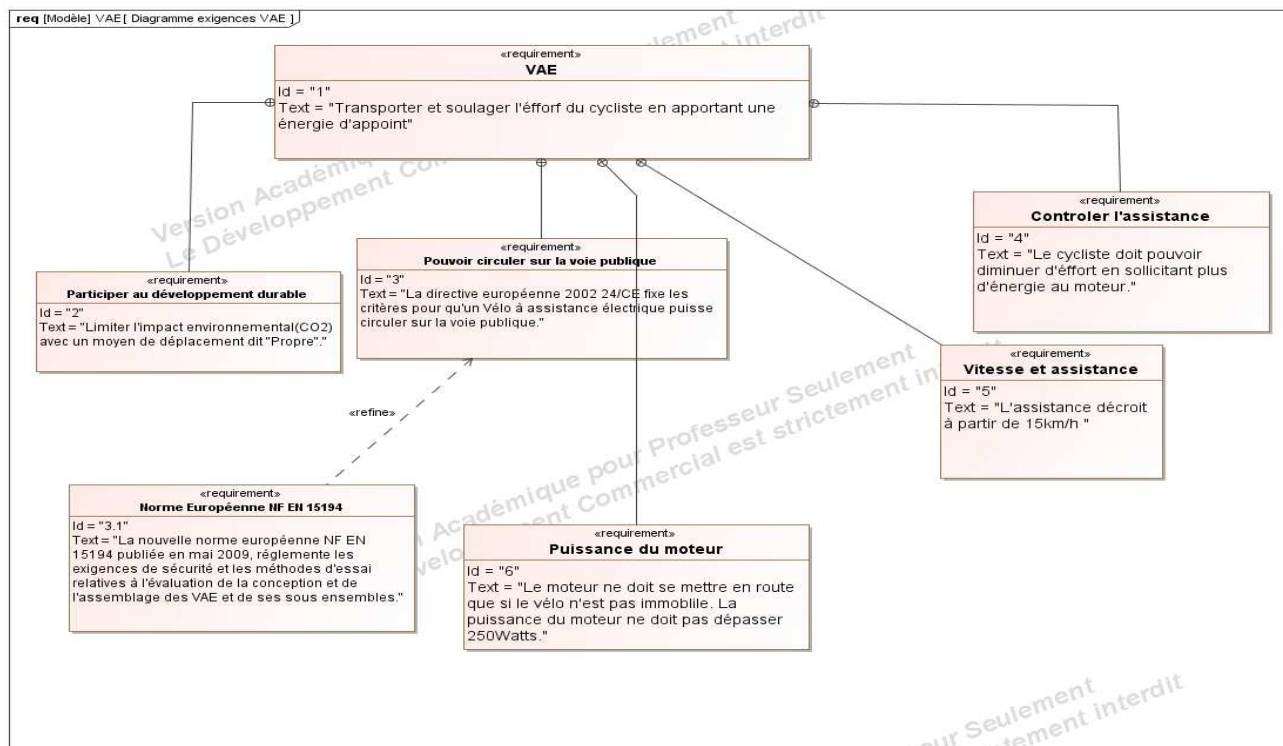 req [Modèle] VAE[ Diagramme exigences VAE ]
«requirement»
VAE
Id = "1"
Text = "Transporter et soulager l'éfforf du cycliste en apportant une
énergie d'appoint"
«requirement»
Controler l'assistance
Id = "4"
Text = "Le cycliste doit pouvoir
diminuer d'éffort en sollicitant plus
d'énergie au moteur."
«requirement»
Pouvoir circuler sur la voie publique
Id = "3"
Text = "La directive européenne 2002 24/CE fixe les
critères pour qu'un Vélo à assistance électrique puisse
circuler sur la voie publique."
«requirement»
Participer au développement durable
Id = "2"
Text = "Limiter l'impact environnemental(CO2)
avec un moyen de déplacement dit "Propre"."
«requirement»
Vitesse et assistance
Id = "5"
Text = "L'assistance décroit
à partir de 15km/h "
«refine»
«requirement»
Norme Européenne NF EN 15194
Id = "3.1"
Text = "La nouvelle norme européenne NF EN
15194 publiée en mai 2009, réglemente les
exigences de sécurité et les méthodes d'essai
relatives à l'évaluation de la conception et de
l'assemblage des VAE et de ses sous ensembles."
«requirement»
Puissance du moteur
Id = "6"
Text = "Le moteur ne doit se mettre en route
que si le vélo n'est pas immoblile. La
puissance du moteur ne doit pas dépasser
250Watts."
Version Académique
Le Développement
Seulement
interdit
Académique pour Professeur Seulement
Commercial est strictement
Seulement
interdit